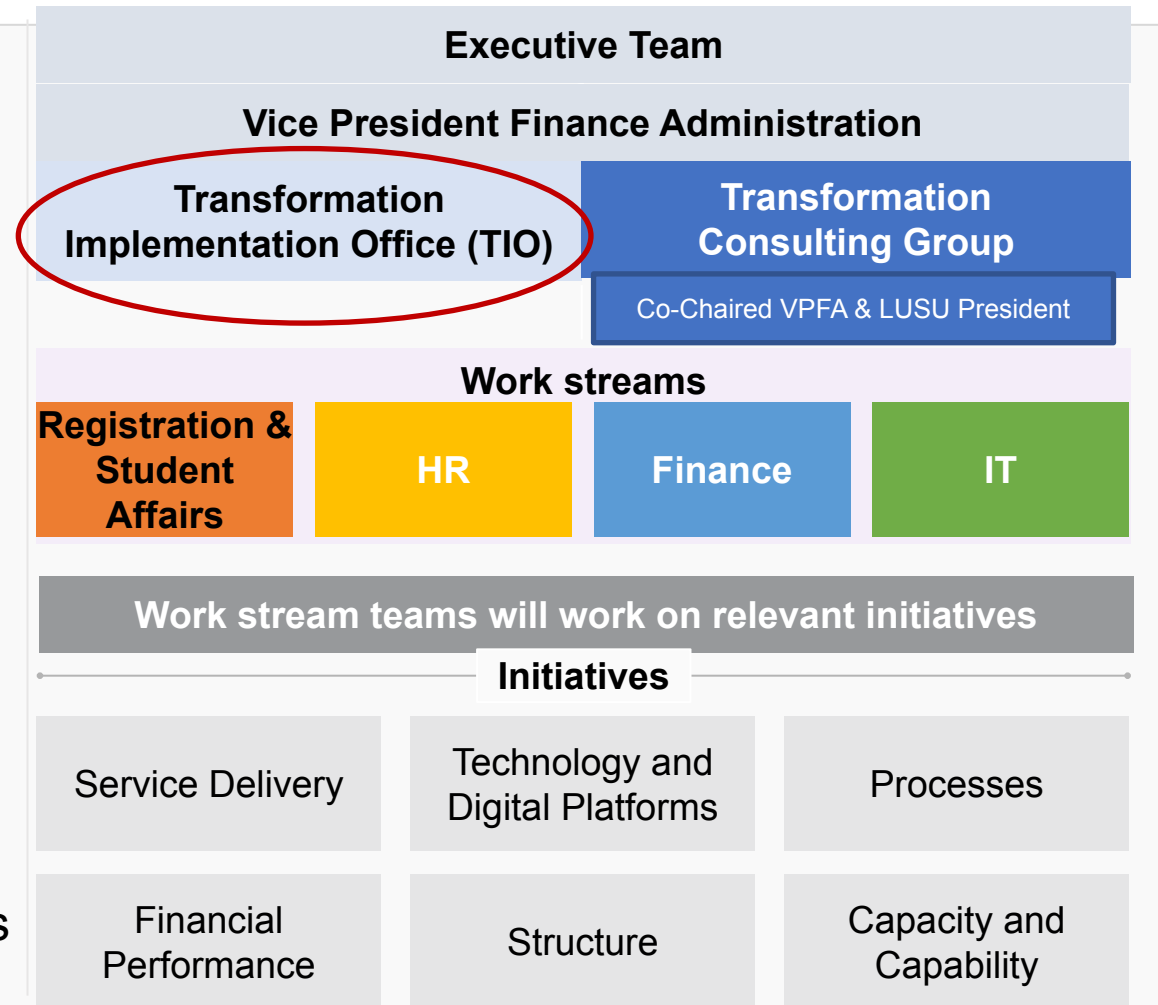 Executive Team
Vice President Finance Administration
Transformation
Implementation Office (TIO)
Transformation
Consulting Group
Co-Chaired VPFA & LUSU President
Work streams
Registration &
Student
Affairs
HR
Finance
IT
Work stream teams will work on relevant initiatives
Initiatives
Service Delivery
Technology and
Digital Platforms
Processes
s
Financial
Performance
Structure
Capacity and
Capability